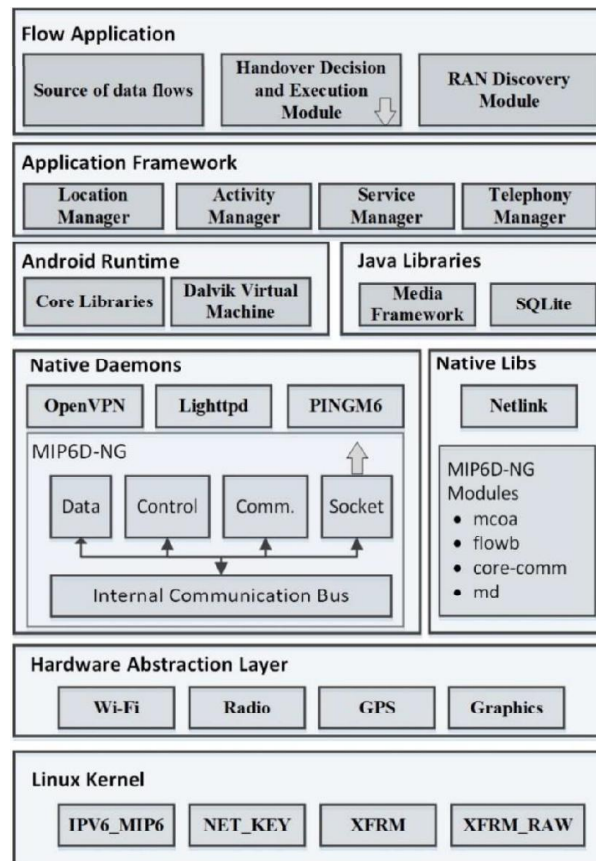 Flow Application
Source of data flows
Handover Decision
and Execution
Module
RAN Discovery
Module
Application Framework
Location
Manager
Activity
Manager
Service
Manager
Telephony
Manager
Android Runtime
Core Libraries
Dalvik Virtual
Machine
Java Libraries
Media
Framework
SQLite
Native Daemons
OpenVPN
Lighttpd
PINGM6
MIP6D-NG
Data
Control
Comm.
Socket
Internal Communication Bus
Native Libs
Netlink
MIP6D-NG
Modules
• mcoa
• flowb
• core-comm
• md
Hardware Abstraction Layer
Wi-Fi
Radio
GPS
Graphics
Linux Kernel
IPV6_MIP6
NET_KEY
XFRM
XFRM_RAW